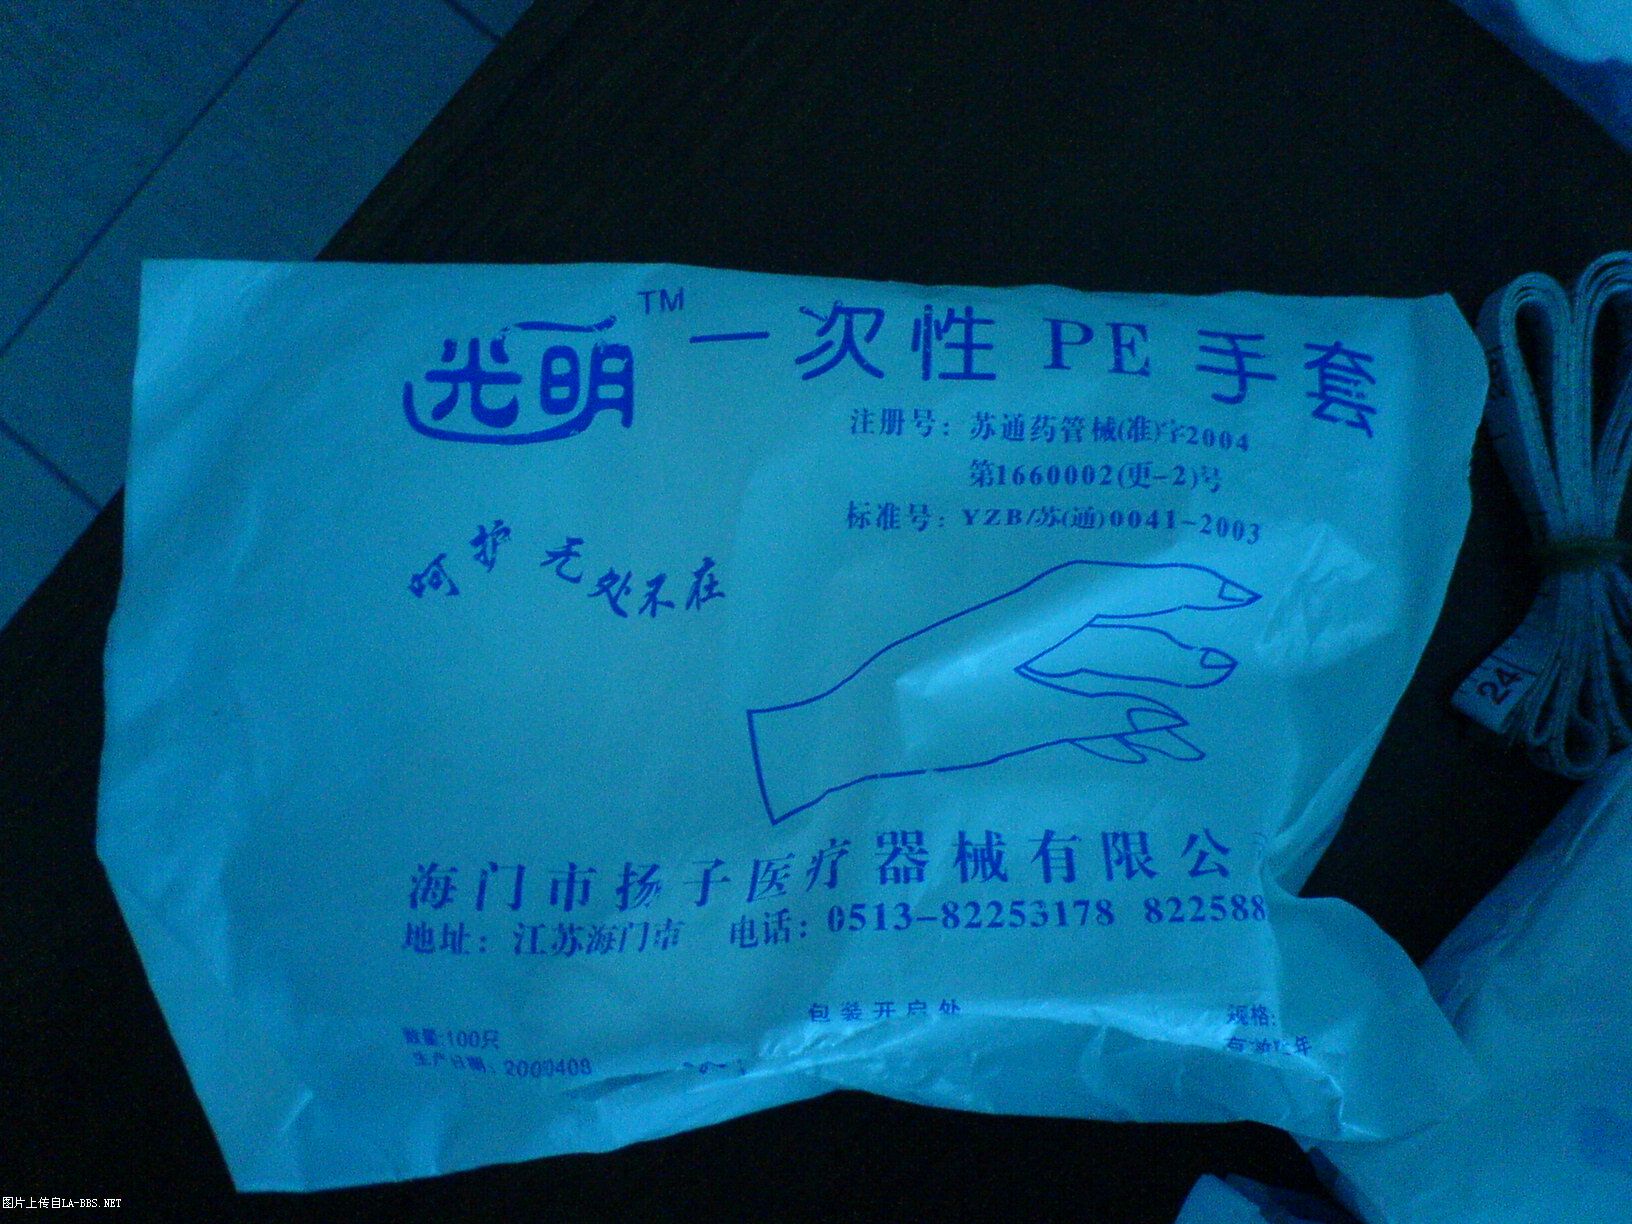 光明 TM 一次性 PE 手套
注册号：苏通药管械(准)字2004
第1660002(更-2)号
标准号：YZB/苏(通)0041-2003
呵护无处不在
海门市扬子医疗器械有限公
地址：江苏海门市 电话：0513-82253178 822588
包装开启处
数量:100只
规格:
生产日期：
24
图片上传自LA-BBS.NET